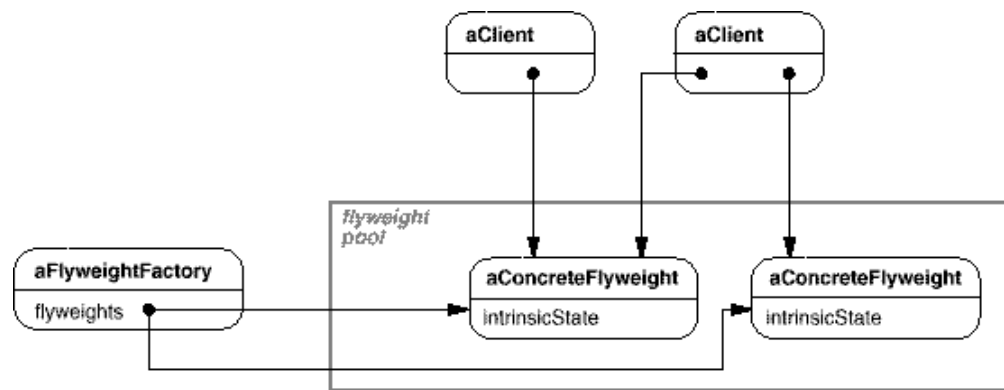 aClient
aClient
flyweight
pool
aFlyweightFactory
flyweights
aConcreteFlyweight
intrinsicState
aConcreteFlyweight
intrinsicState